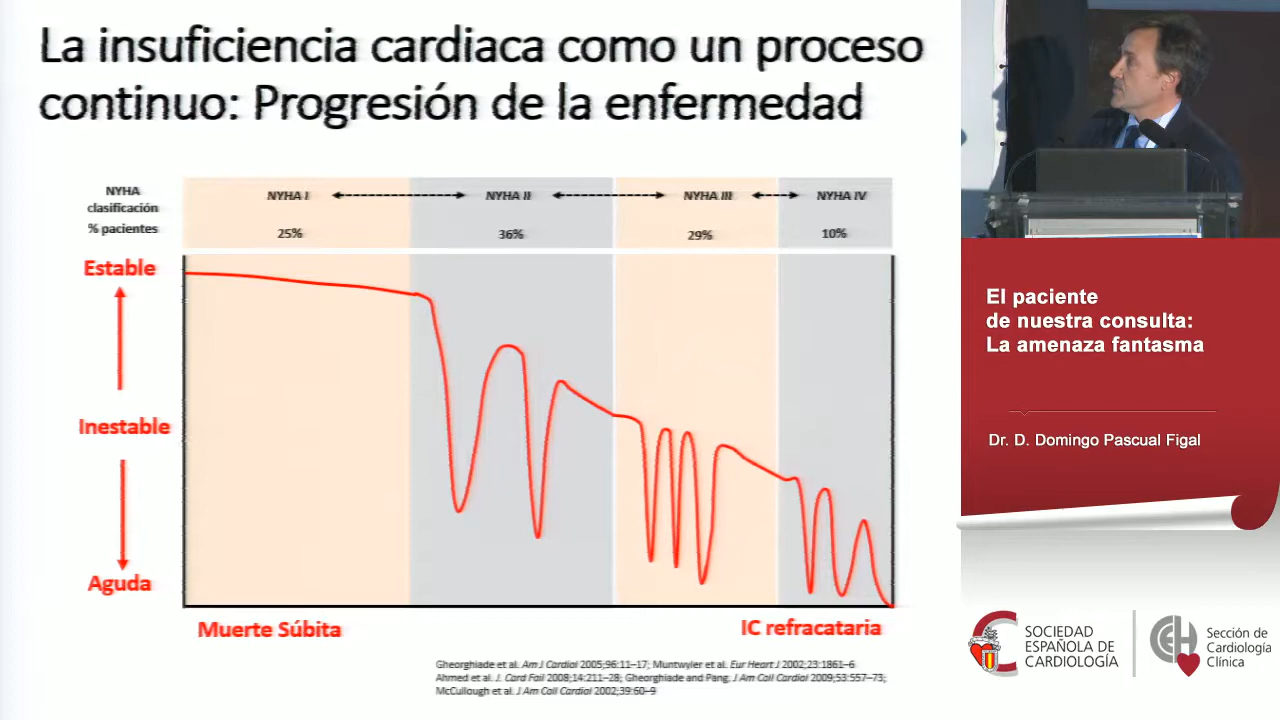 La insuficiencia cardiaca como un proceso
continuo: Progresión de la enfermedad
NYHA
clasificación
% pacientes
NYHA I
NYHA II
NYHA III
NYHA IV
25%
36%
29%
10%
Estable
Inestable
Aguda
Muerte Súbita
IC refracataria
Gheorghiade et al. Am J Cardiol 2005;96:11–17; Muntwyler et al. Eur Heart J 2002;23:1861–6
Ahmed et al. J. Card Fail 2008;14:211–28; Gheorghiade and Pang. J Am Coll Cardiol 2009;53:557–73;
McCullough et al. J Am Coll Cardiol 2002;39:60–9
El paciente
de nuestra consulta:
La amenaza fantasma
Dr. D. Domingo Pascual Figal
SOCIEDAD
ESPAÑOLA DE
CARDIOLOGÍA
Sección de
Cardiología
Clínica